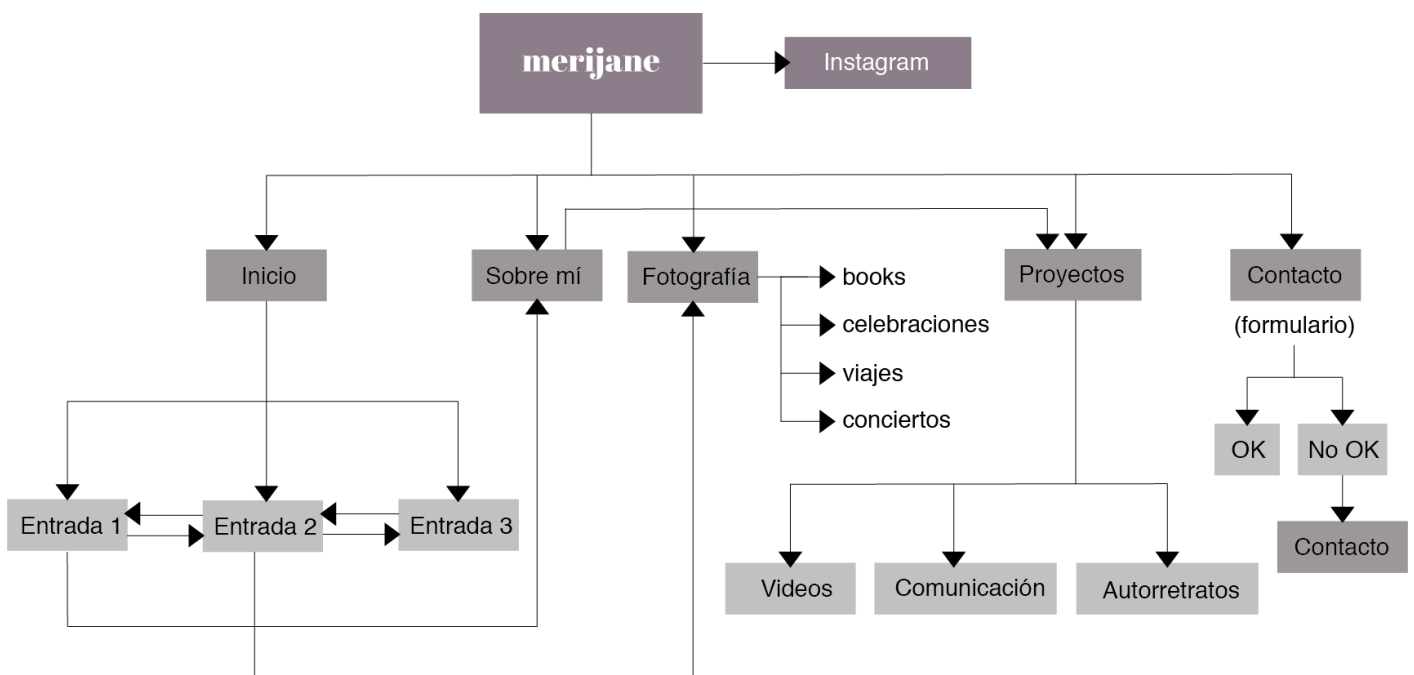 merijane
Instagram
Inicio
Sobre mí
Fotografía
Proyectos
Contacto
books
celebraciones
viajes
conciertos
(formulario)
OK
No OK
Entrada 1
Entrada 2
Entrada 3
Contacto
Videos
Comunicación
Autorretratos